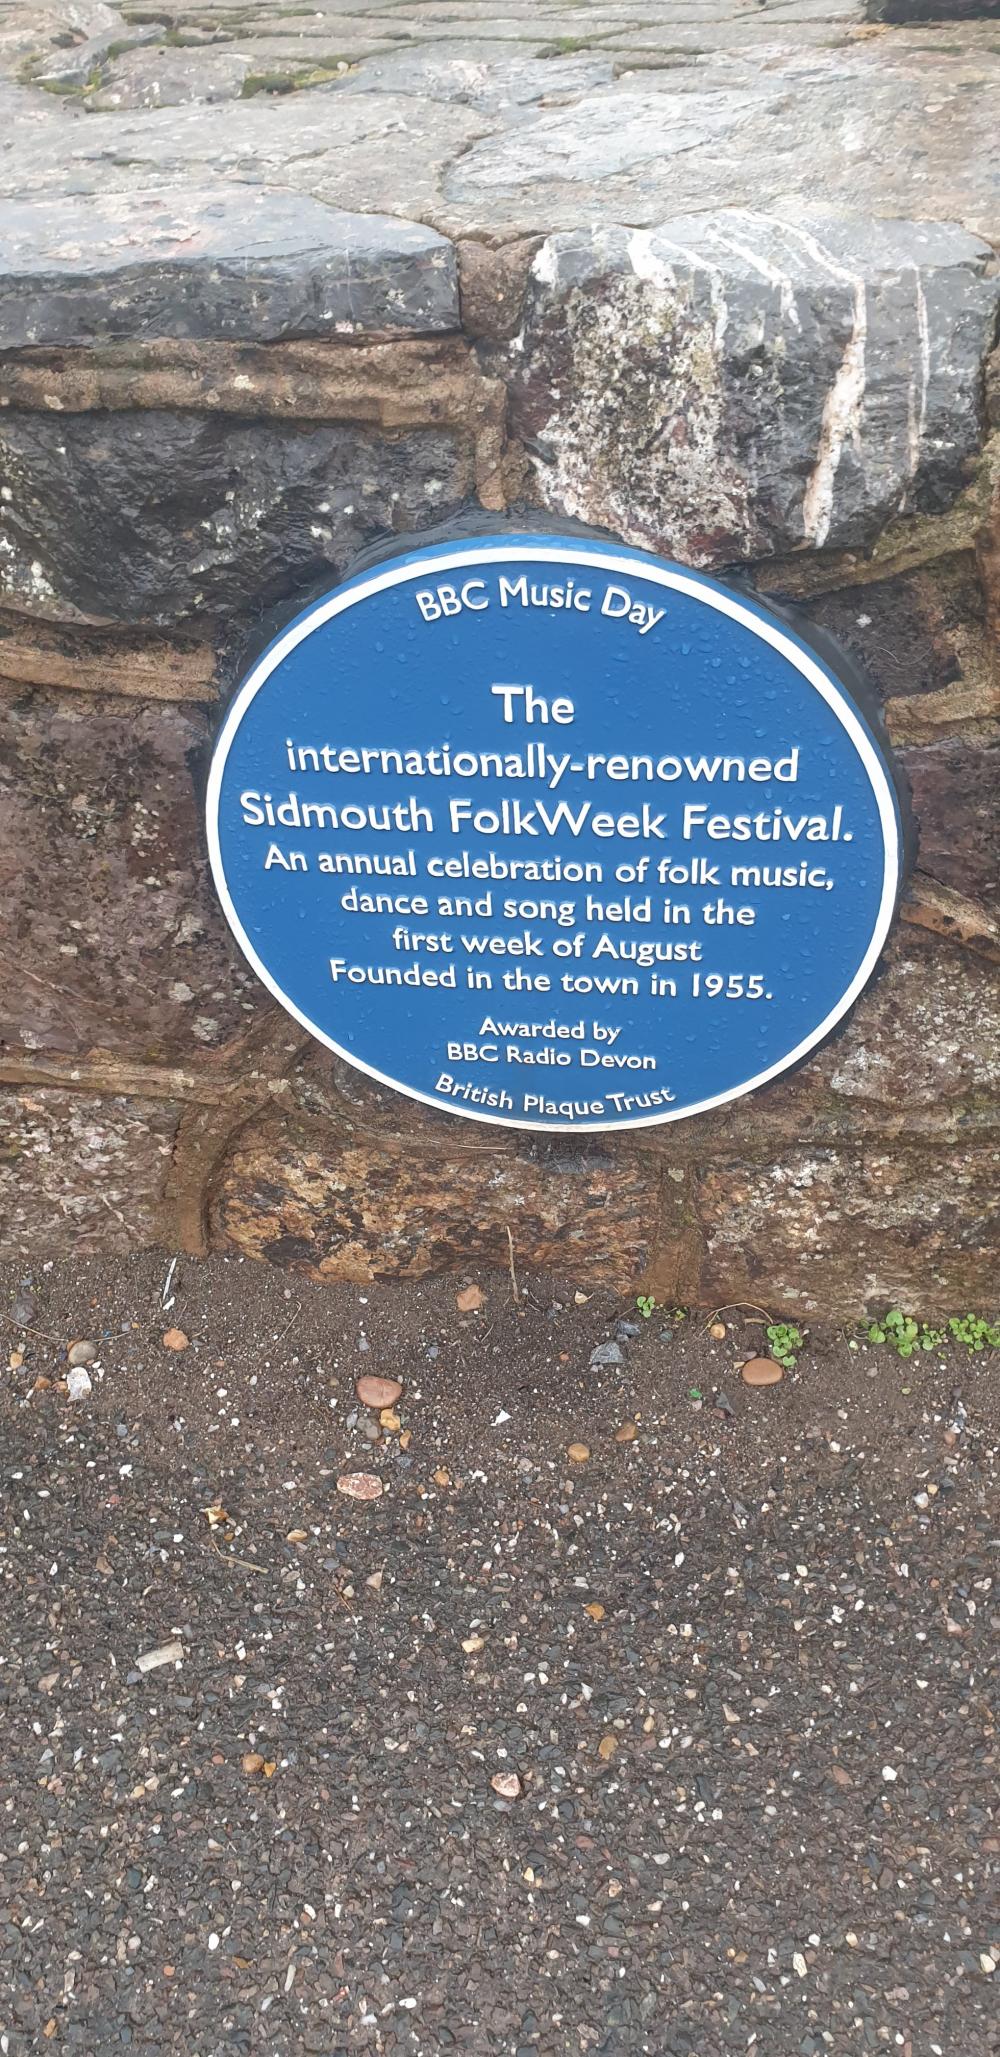 BBC Music Day
The
internationally-renowned
Sidmouth FolkWeek Festival.
An annual celebration of folk music,
dance and song held in the
first week of August
Founded in the town in 1955.
Awarded by
BBC Radio Devon
British Plaque Trust